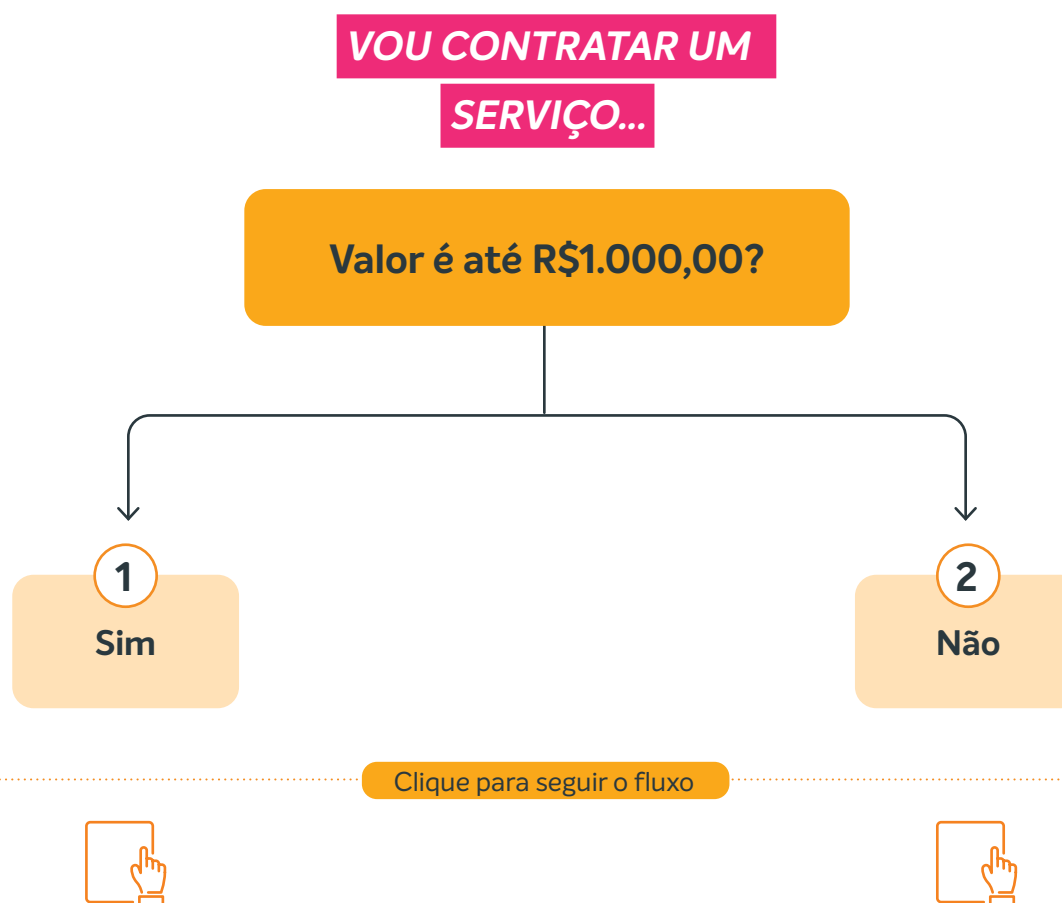 VOU CONTRATAR UM
SERVIÇO...
Valor é até R$1.000,00?
1
2
Sim
Não
Clique para seguir o fluxo